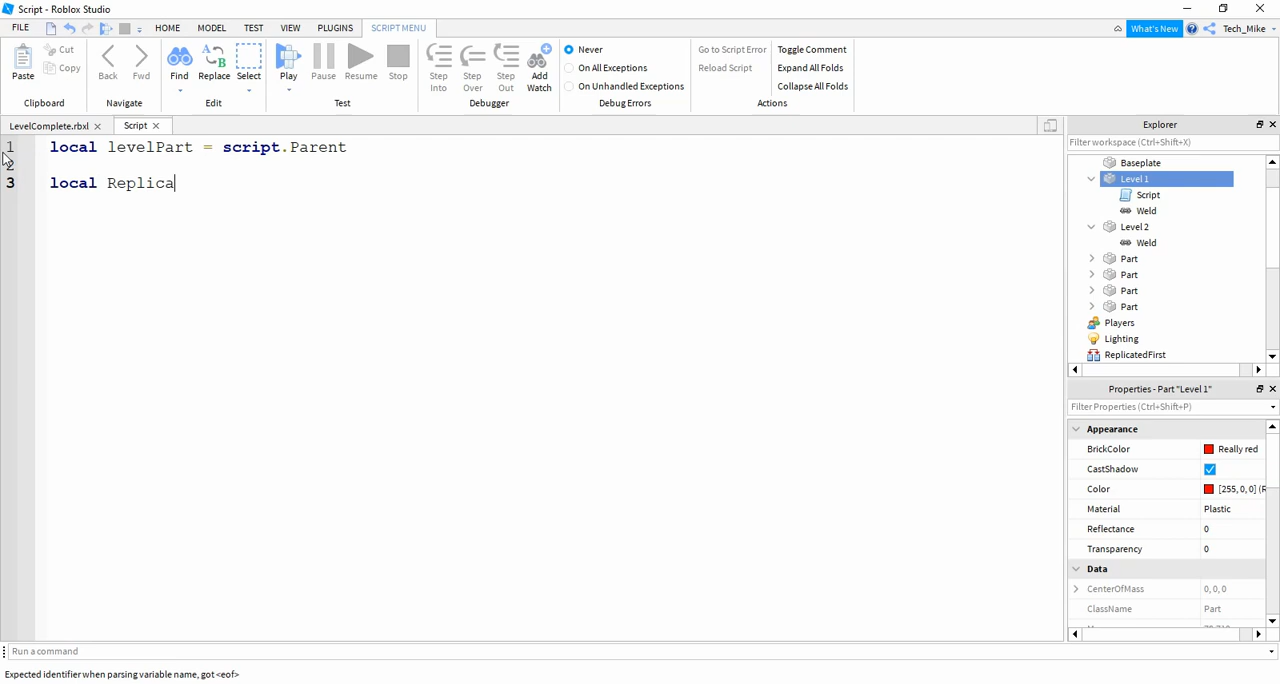 Script - Roblox Studio
FILE HOME MODEL TEST VIEW PLUGINS SCRIPT MENU What's New Tech_Mike
Paste Cut Copy Back Fwd Find Replace Select Play Pause Resume Stop Step Into Step Over Step Out Add Watch
Never
On All Exceptions
On Unhandled Exceptions
Go to Script Error
Reload Script
Toggle Comment
Expand All Folds
Collapse All Folds
Clipboard Navigate Edit Test Debugger Debug Errors Actions
LevelComplete.rbxl Script
1 local levelPart = script.Parent
2
3 local Replica
Explorer
Filter workspace (Ctrl+Shift+X)
Baseplate
Level 1
Script
Weld
Level 2
Weld
Part
Part
Part
Part
Players
Lighting
ReplicatedFirst
Properties - Part "Level 1"
Filter Properties (Ctrl+Shift+P)
Appearance
BrickColor Really red
CastShadow
Color [255, 0, 0] (R
Material Plastic
Reflectance 0
Transparency 0
Data
CenterOfMass 0, 0, 0
ClassName Part
Run a command
Expected identifier when parsing variable name, got <eof>